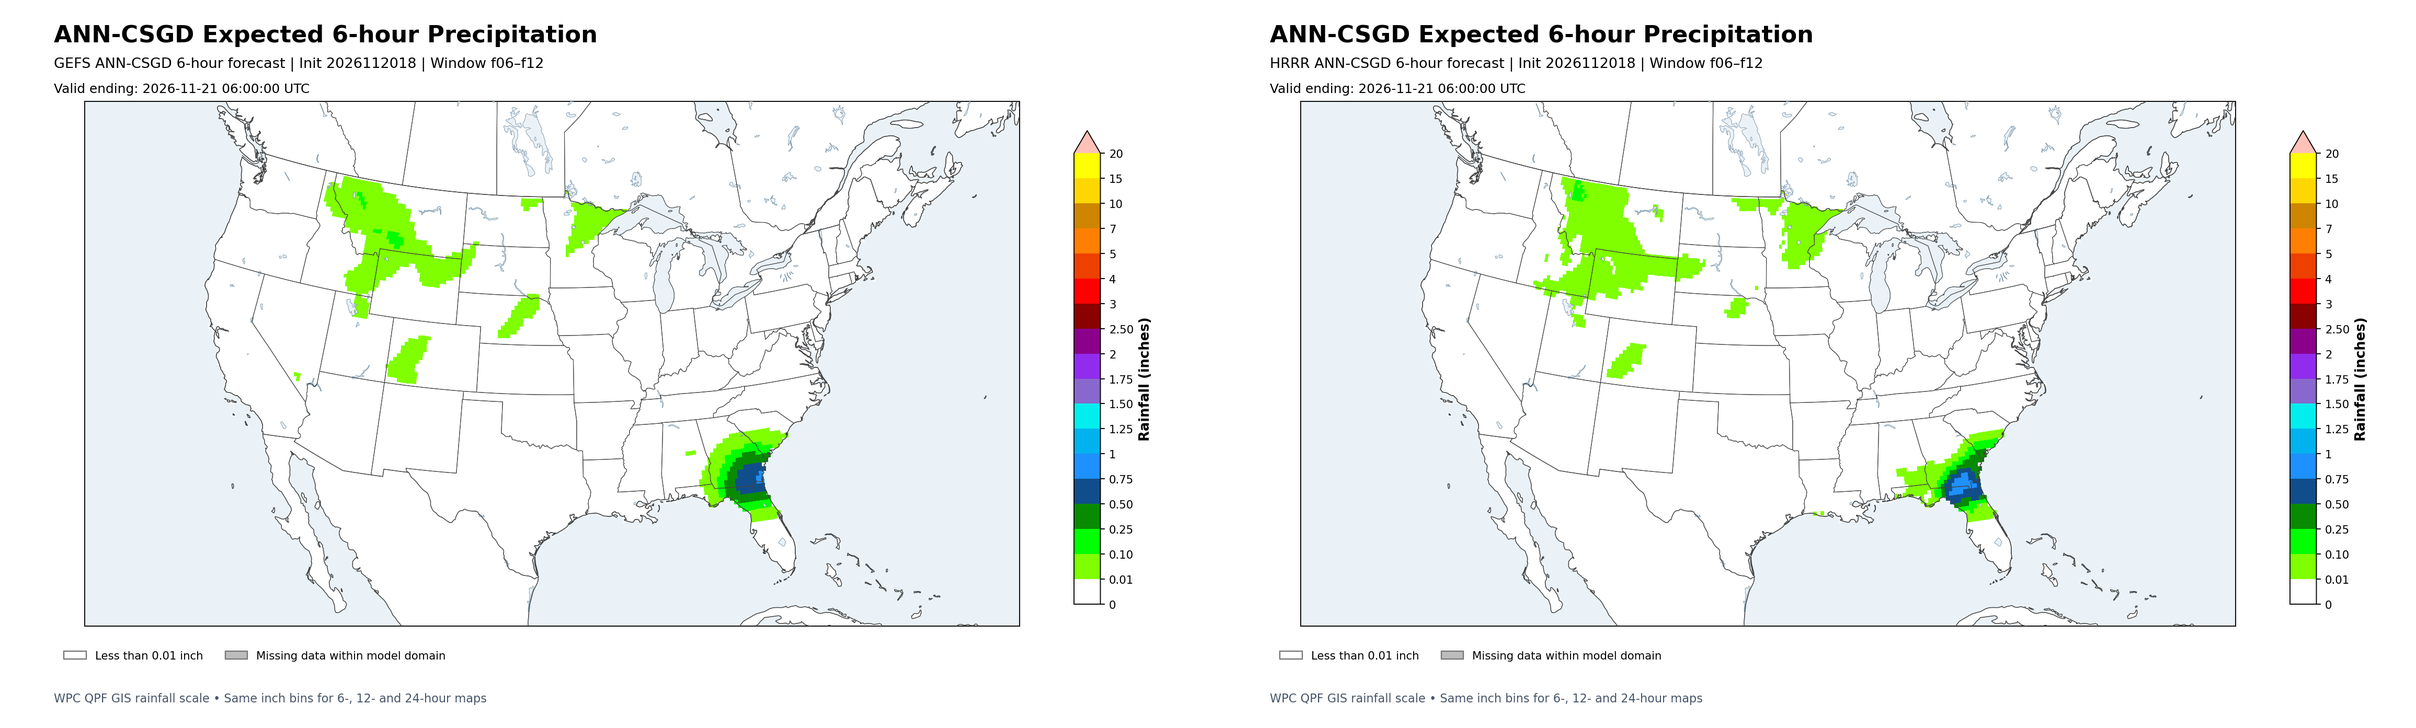 ANN-CSGD Expected 6-hour Precipitation
GEFS ANN-CSGD 6-hour forecast | Init 2026112018 | Window f06–f12
Valid ending: 2026-11-21 06:00:00 UTC
20
15
10
7
5
4
3
2.50
2
1.75
1.50
1.25
1
0.75
0.50
0.25
0.10
0.01
0
Rainfall (inches)
Less than 0.01 inch
Missing data within model domain
WPC QPF GIS rainfall scale • Same inch bins for 6-, 12- and 24-hour maps
ANN-CSGD Expected 6-hour Precipitation
HRRR ANN-CSGD 6-hour forecast | Init 2026112018 | Window f06–f12
Valid ending: 2026-11-21 06:00:00 UTC
20
15
10
7
5
4
3
2.50
2
1.75
1.50
1.25
1
0.75
0.50
0.25
0.10
0.01
0
Rainfall (inches)
Less than 0.01 inch
Missing data within model domain
WPC QPF GIS rainfall scale • Same inch bins for 6-, 12- and 24-hour maps